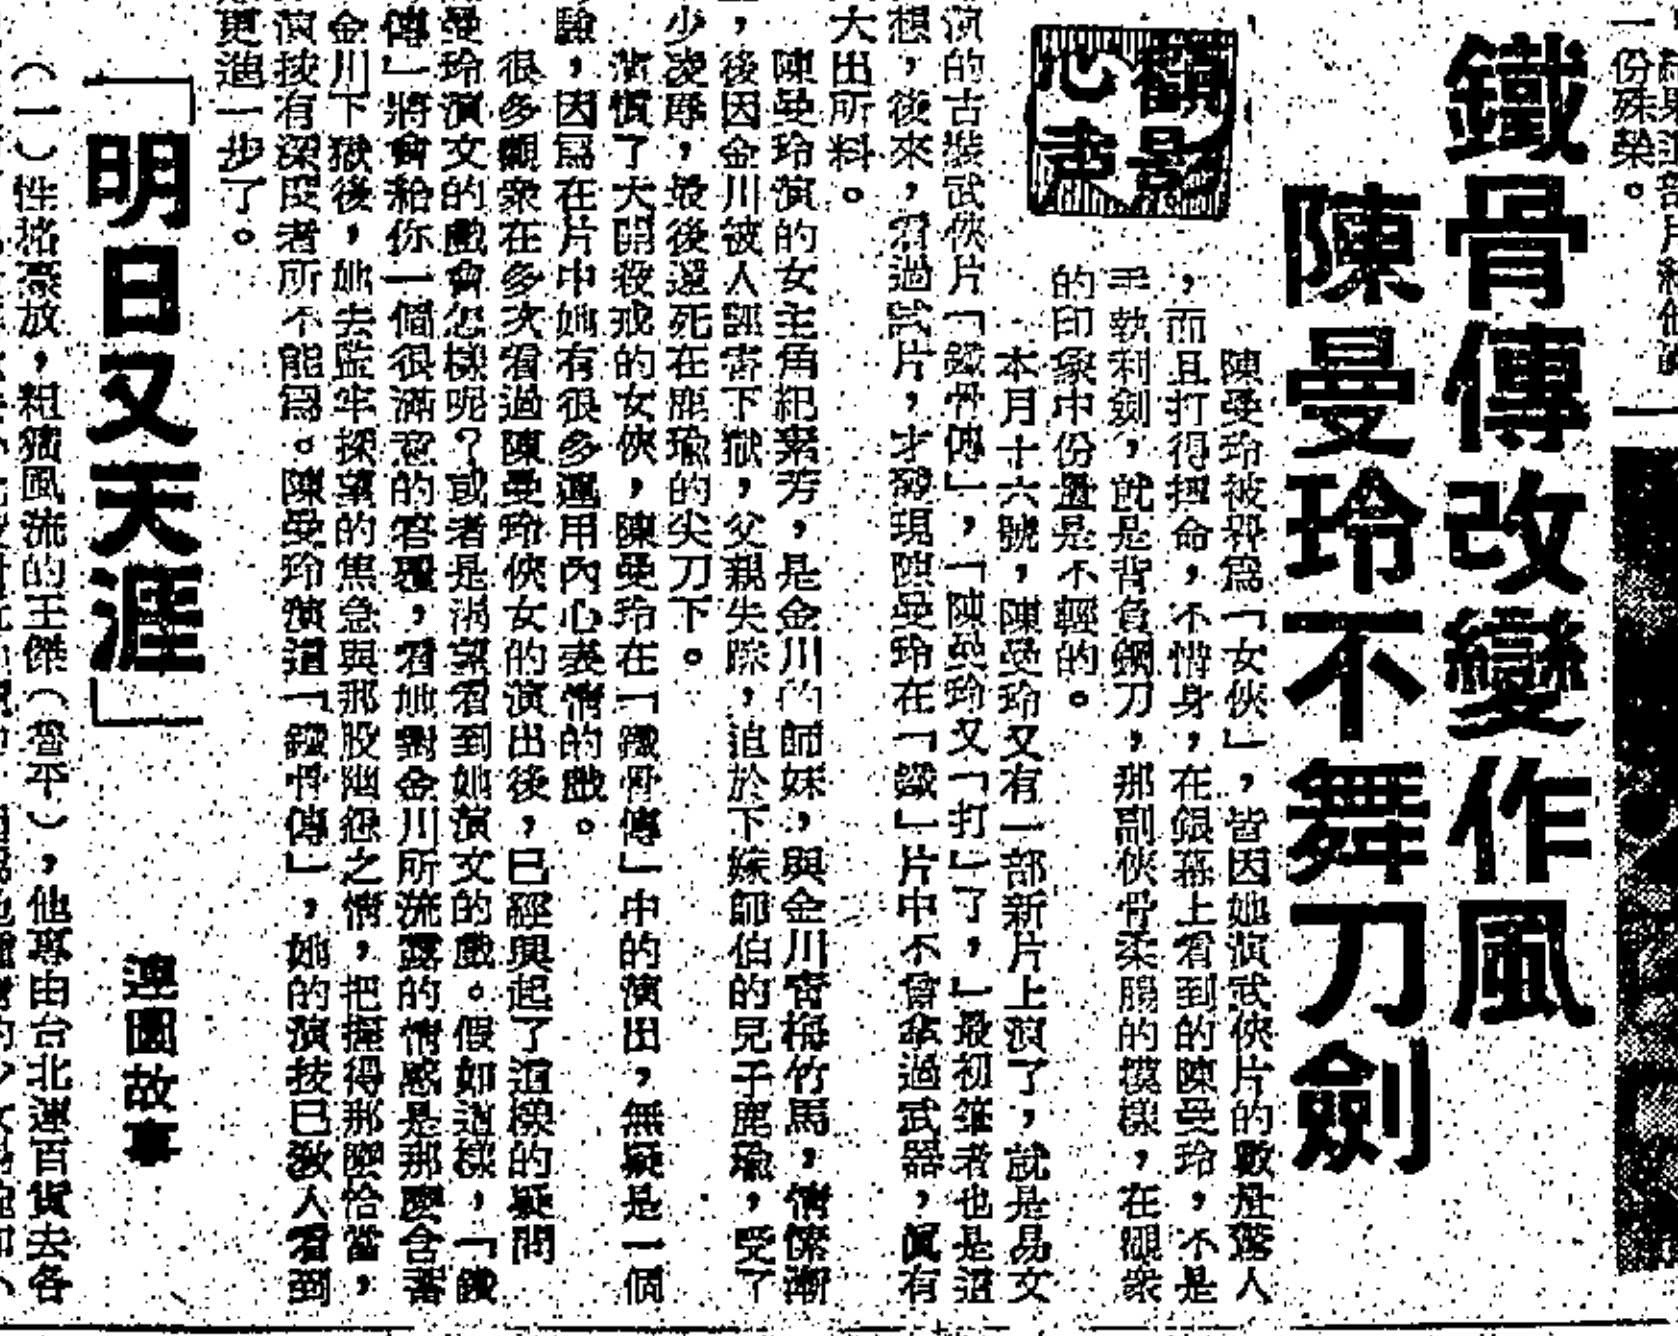 份殊榮。
鐵骨傳改變作風
陳曼玲不舞刀劍
觀影
心聲
陳曼玲被譽爲「女俠」,皆因她演武俠片的數量驚人
,而且打得拼命,不惜身,在銀幕上看到的陳曼玲,不是
手執利劍,就是背負鋼刀,那副俠骨柔腸的模樣,在觀衆
的印象中份量是不輕的。
本月十六號,陳曼玲又有一部新片上演了,就是易文
演的古裝武俠片「鐵骨傳」,「陳曼玲又「打」了,」最初筆者也是這
想,後來,看過試片,才發現陳曼玲在「鐵」片中不曾拿過武器,眞有
大出所料。
陳曼玲演的女主角紀素芳,是金川的師妹,與金川青梅竹馬,情愫漸
,後因金川被人誣害下獄,父親失踪,迫於下嫁師伯的兒子鹿瑜,受了
少凌辱,最後還死在鹿瑜的尖刀下。
看慣了大開殺戒的女俠,陳曼玲在「鐵骨傳」中的演出,無疑是一個
驗,因爲在片中她有很多運用內心表情的戲。
很多觀衆在多次看過陳曼玲俠女的演出後,已經興起了這樣的疑問
曼玲演文的戲會怎樣呢?或者是渴望看到她演文的戲。假如這樣,「鐵
傳」將會給你一個很滿意的答覆,看她對金川所流露的情感是那麽含蓄
金川下獄後,她去監牢探望的焦急與那股幽怨之情,把握得那麽恰當,
演技有深度者所不能爲。陳曼玲演這「鐵骨傳」,她的演技已教人看到
更進一步了。
「明日又天涯」
連圖故事
(一)性格豪放,粗獷風流的王傑(雷平),他專由台北運百貨去各